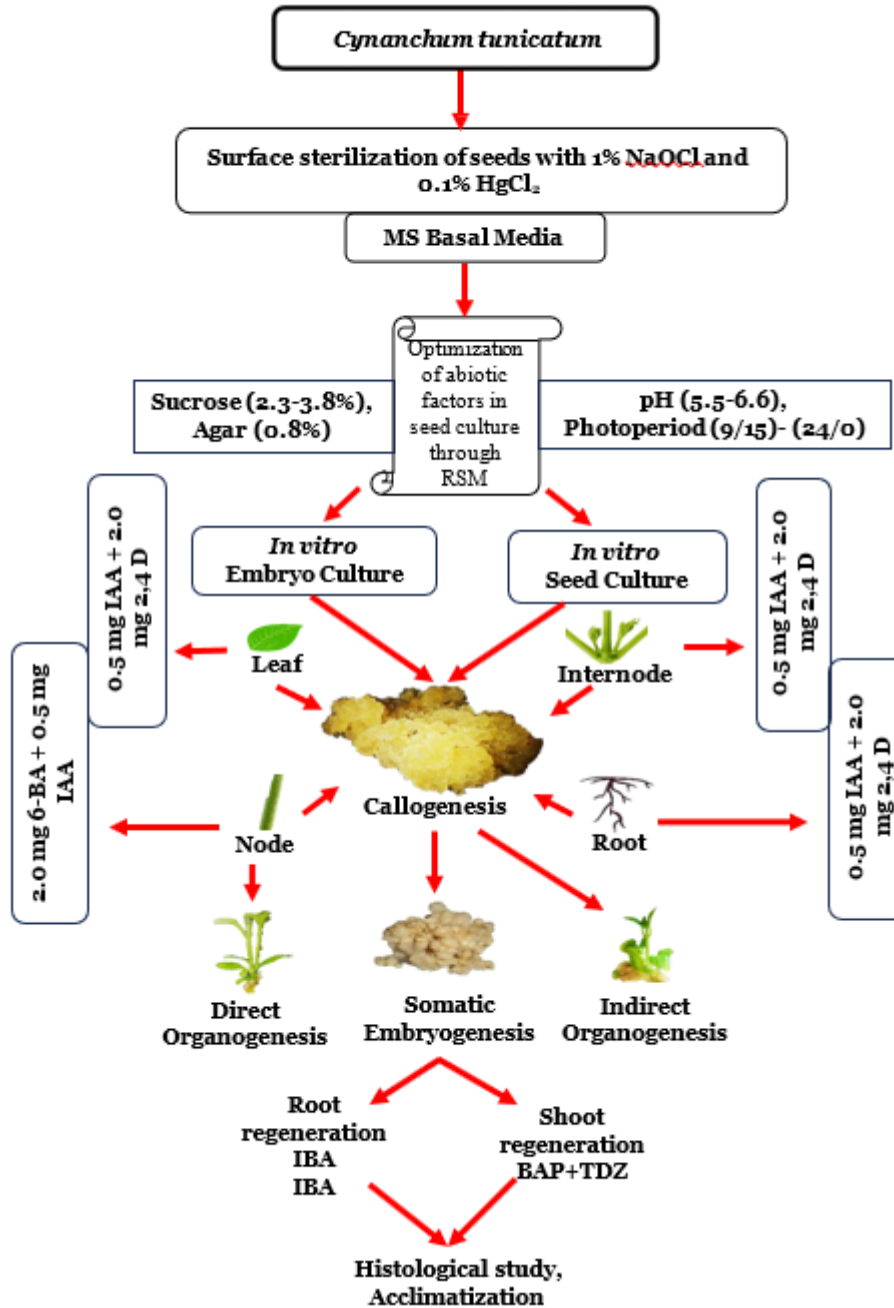 Cynanchum tunicatum
Surface sterilization of seeds with 1% NaOCl and
0.1% HgCl₂
MS Basal Media
Optimization
of abiotic
factors in
seed culture
through
RSM
Sucrose (2.3-3.8%),
Agar (0.8%)
pH (5.5-6.6),
Photoperiod (9/15)- (24/0)
In vitro
Embryo Culture
In vitro
Seed Culture
0.5 mg IAA + 2.0
mg 2,4 D
Leaf
Internode
0.5 mg IAA + 2.0
mg 2,4 D
2.0 mg 6-BA + 0.5 mg
IAA
Node
Callogenesis
Root
0.5 mg IAA + 2.0
mg 2,4 D
Direct
Organogenesis
Somatic
Embryogenesis
Indirect
Organogenesis
Root
regeneration
IBA
IBA
Shoot
regeneration
BAP+TDZ
Histological study,
Acclimatization